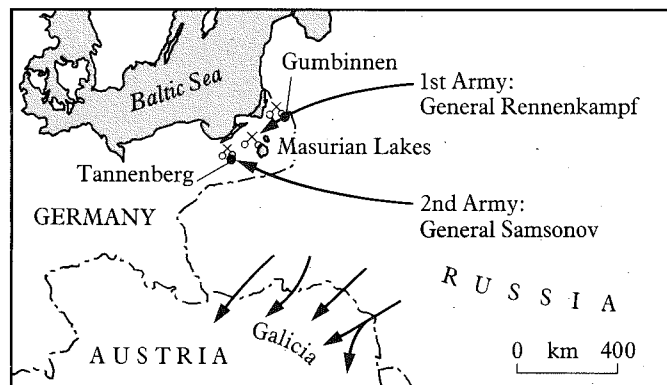 Baltic Sea
Gumbinnen
1st Army:
General Rennenkampf
Masurian Lakes
Tannenberg
GERMANY
2nd Army:
General Samsonov
RUSSIA
Galicia
AUSTRIA
0 km 400